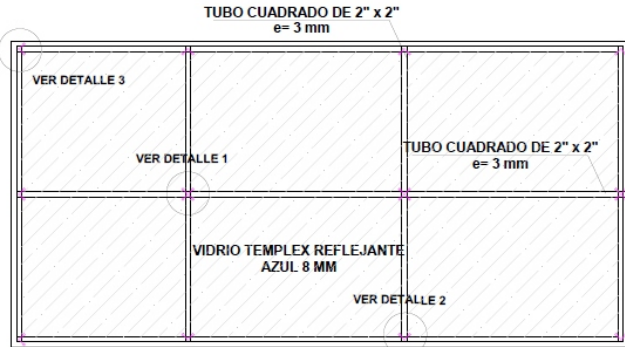 TUBO CUADRADO DE 2" x 2"
e= 3 mm
VER DETALLE 3
VER DETALLE 1
TUBO CUADRADO DE 2" x 2"
e= 3 mm
VIDRIO TEMPLEX REFLEJANTE
AZUL 8 MM
VER DETALLE 2